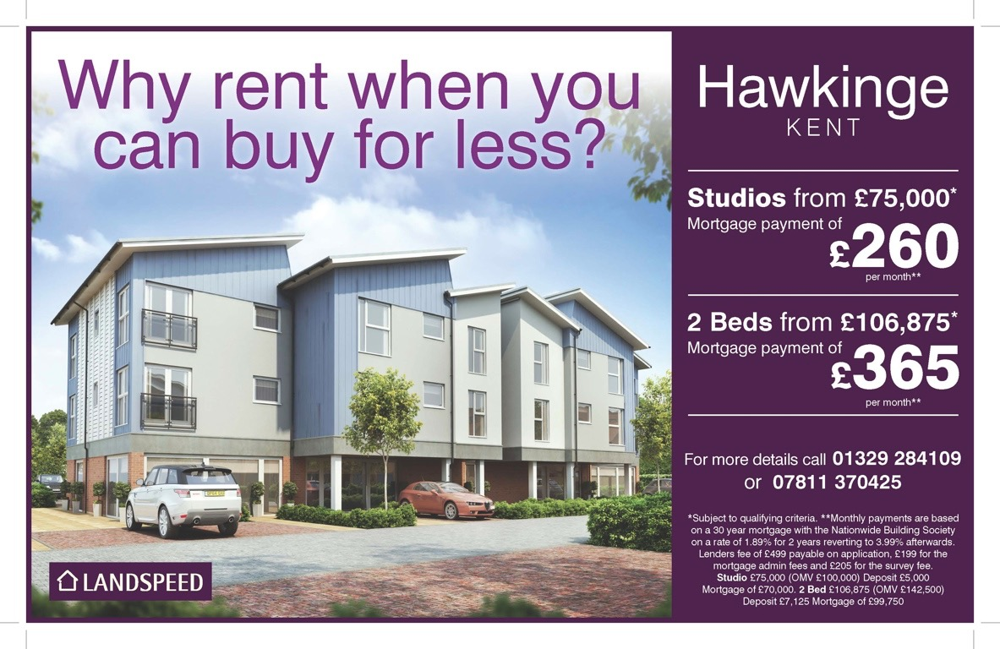 Why rent when you
can buy for less?
LANDSPEED
Hawkinge
KENT
Studios from £75,000*
Mortgage payment of
£260
per month**
2 Beds from £106,875*
Mortgage payment of
£365
per month**
For more details call 01329 284109
or 07811 370425
*Subject to qualifying criteria. **Monthly payments are based
on a 30 year mortgage with the Nationwide Building Society
on a rate of 1.89% for 2 years reverting to 3.99% afterwards.
Lenders fee of £499 payable on application, £199 for the
mortgage admin fees and £205 for the survey fee.
Studio £75,000 (OMV £100,000) Deposit £5,000
Mortgage of £70,000. 2 Bed £106,875 (OMV £142,500)
Deposit £7,125 Mortgage of £99,750